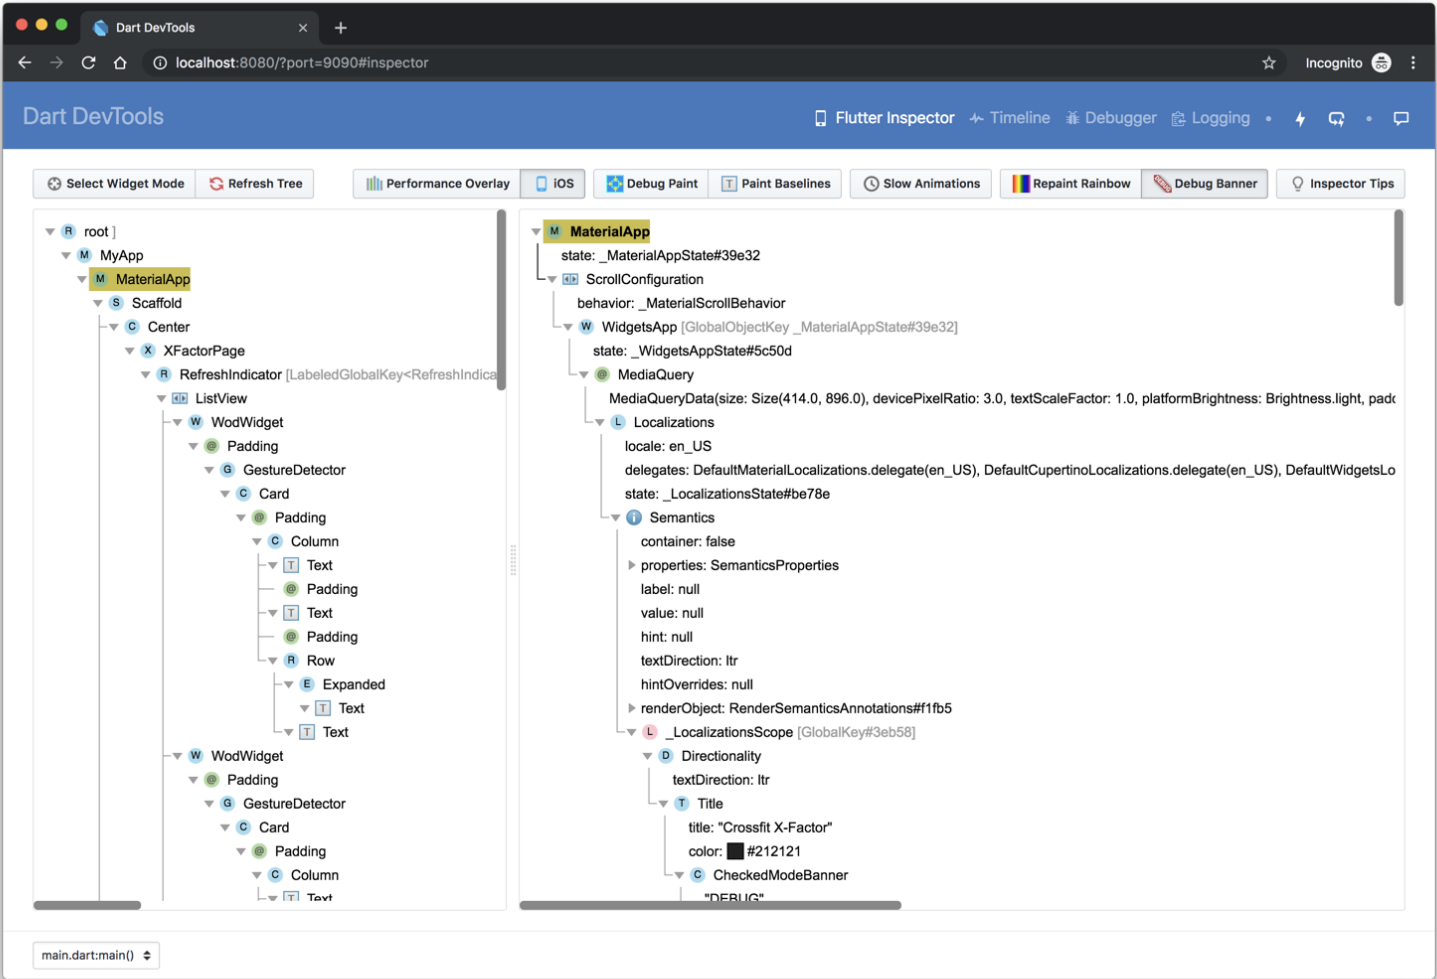 Dart DevTools
localhost:8080/?port=9090#inspector
Incognito
Dart DevTools
Flutter Inspector Timeline Debugger Logging
Select Widget Mode Refresh Tree Performance Overlay iOS Debug Paint Paint Baselines Slow Animations Repaint Rainbow Debug Banner Inspector Tips
R root ]
M MyApp
M MaterialApp
S Scaffold
C Center
X XFactorPage
R RefreshIndicator [LabeledGlobalKey<RefreshIndica
ListView
W WodWidget
@ Padding
G GestureDetector
C Card
@ Padding
C Column
T Text
@ Padding
T Text
@ Padding
R Row
E Expanded
T Text
T Text
W WodWidget
@ Padding
G GestureDetector
C Card
@ Padding
C Column
T Text
M MaterialApp
state: _MaterialAppState#39e32
ScrollConfiguration
behavior: _MaterialScrollBehavior
W WidgetsApp [GlobalObjectKey _MaterialAppState#39e32]
state: _WidgetsAppState#5c50d
@ MediaQuery
MediaQueryData(size: Size(414.0, 896.0), devicePixelRatio: 3.0, textScaleFactor: 1.0, platformBrightness: Brightness.light, padc
L Localizations
locale: en_US
delegates: DefaultMaterialLocalizations.delegate(en_US), DefaultCupertinoLocalizations.delegate(en_US), DefaultWidgetsLo
state: _LocalizationsState#be78e
i Semantics
container: false
properties: SemanticsProperties
label: null
value: null
hint: null
textDirection: ltr
hintOverrides: null
renderObject: RenderSemanticsAnnotations#f1fb5
L _LocalizationsScope [GlobalKey#3eb58]
D Directionality
textDirection: ltr
T Title
title: "Crossfit X-Factor"
color: #212121
C CheckedModeBanner
"DEBUG"
main.dart:main()